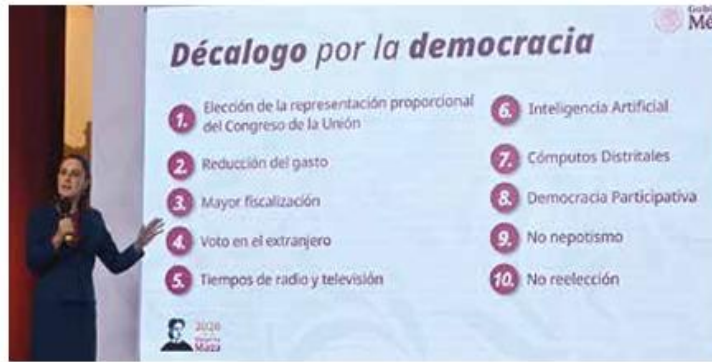 Décalogo por la democracia
1. Elección de la representación proporcional
del Congreso de la Unión
2. Reducción del gasto
3. Mayor fiscalización
4. Voto en el extranjero
5. Tiempos de radio y televisión
6. Inteligencia Artificial
7. Cómputos Distritales
8. Democracia Participativa
9. No nepotismo
10. No reelección
2026
Maza